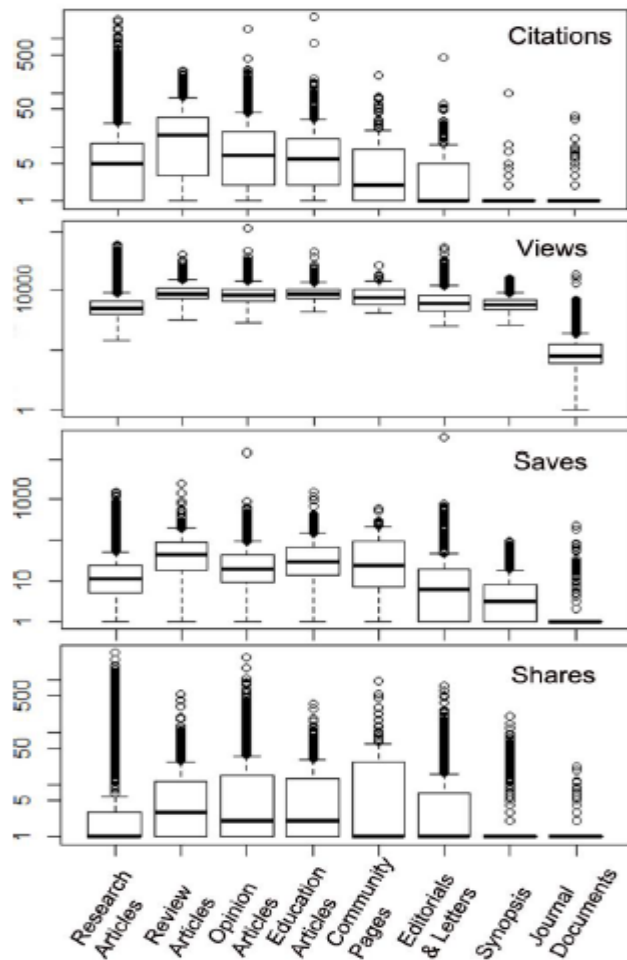 Citations
500
50
5
1
Views
10000
1
Saves
1000
10
1
Shares
500
50
5
1
Research
Articles
Review
Articles
Opinion
Articles
Education
Articles
Community
Pages
Editorials
& Letters
Synopsis
Journal
Documents